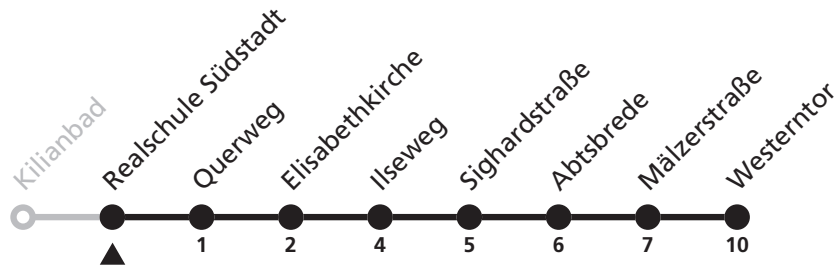 Kilianbad
Realschule Südstadt
Querweg
Elisabethkirche
Ilseweg
Sighardstraße
Abtsbrede
Mälzerstraße
Westerntor
1 2 4 5 6 7 10